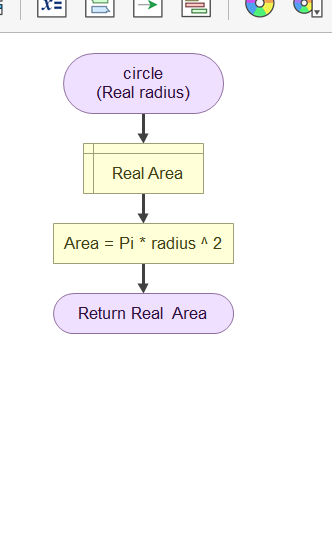 x=
circle
(Real radius)
Real Area
Area = Pi * radius ^ 2
Return Real  Area